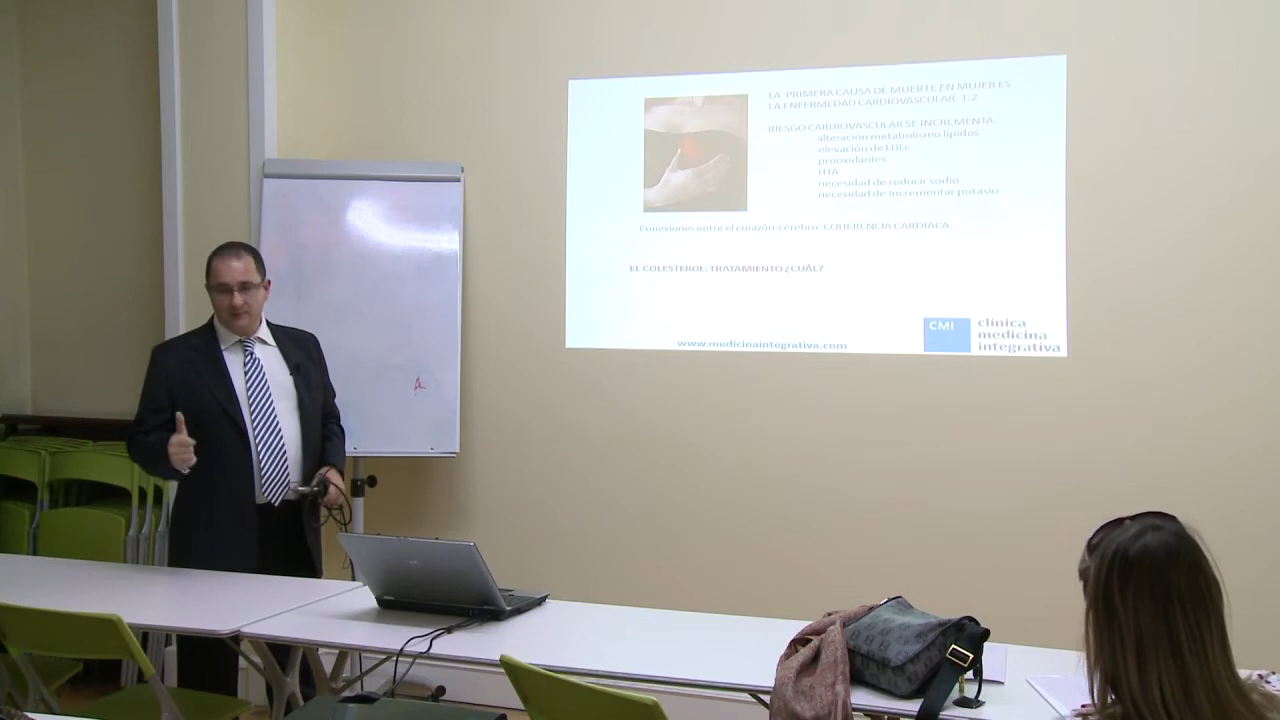 LA PRIMERA CAUSA DE MUERTE EN MUJER ES
LA ENFERMEDAD CARDIOVASCULAR 1:2
RIESGO CARDIOVASCULAR SE INCREMENTA.
alteración metabolismo lípidos
elevación de LDLc
prooxidantes
HTA
necesidad de reducir sodio
necesidad de incrementar potasio
Conexiones entre el corazón-cerebro: COHERENCIA CARDIACA.
EL COLESTEROL: TRATAMIENTO ¿CUÁL?
www.medicinaintegrativa.com
CMI
clínica
medicina
integrativa